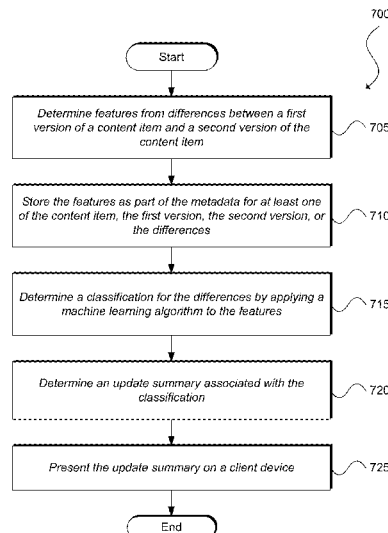 700
Start
Determine features from differences between a first
version of a content item and a second version of the
content item
705
Store the features as part of the metadata for at least one
of the content item, the first version, the second version, or
the differences
710
Determine a classification for the differences by applying a
machine learning algorithm to the features
715
Determine an update summary associated with the
classification
720
Present the update summary on a client device
725
End